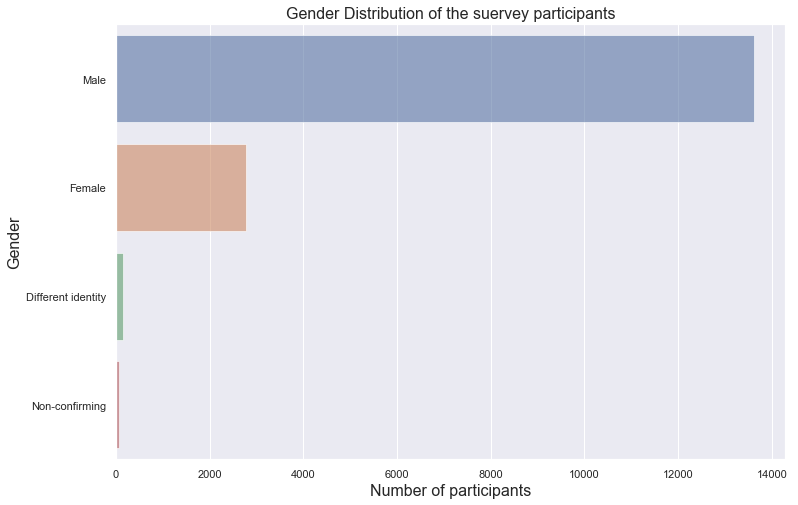 Gender Distribution of the suervey participants
Male
Female
Different identity
Non-confirming
Gender
0 2000 4000 6000 8000 10000 12000 14000
Number of participants